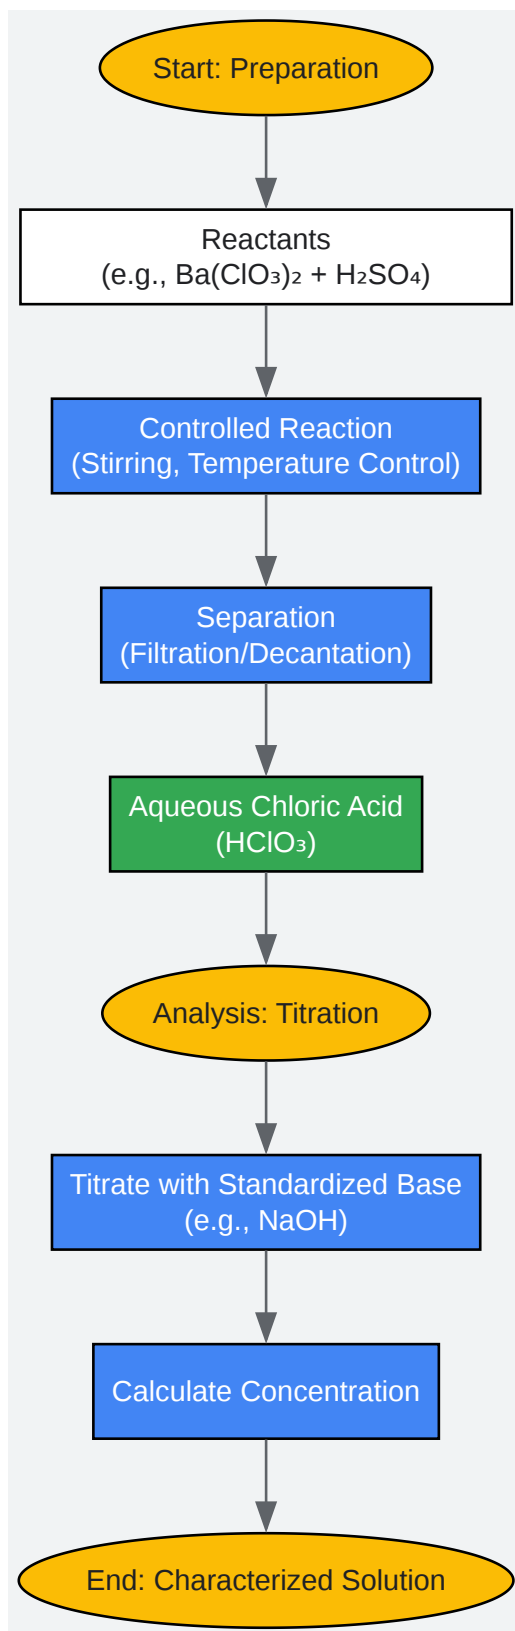 Start: Preparation
Reactants
(e.g., Ba(ClO₃)₂ + H₂SO₄)
Controlled Reaction
(Stirring, Temperature Control)
Separation
(Filtration/Decantation)
Aqueous Chloric Acid
(HClO₃)
Analysis: Titration
Titrate with Standardized Base
(e.g., NaOH)
Calculate Concentration
End: Characterized Solution